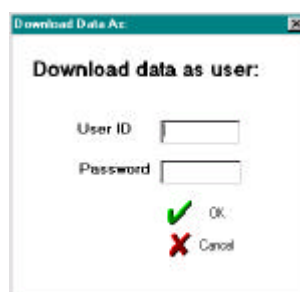 Download Data As:
Download data as user:
User ID
Password
OK
Cancel